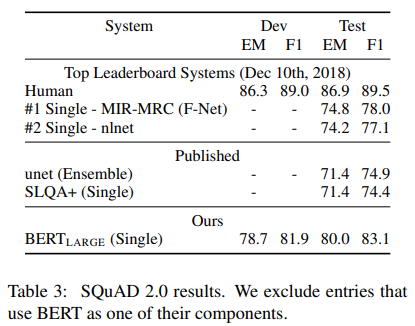 System Dev Test
EM F1 EM F1
Top Leaderboard Systems (Dec 10th, 2018)
Human 86.3 89.0 86.9 89.5
#1 Single - MIR-MRC (F-Net) - - 74.8 78.0
#2 Single - nlnet - - 74.2 77.1
Published
unet (Ensemble) - - 71.4 74.9
SLQA+ (Single) - 71.4 74.4
Ours
BERTLARGE (Single) 78.7 81.9 80.0 83.1
Table 3: SQuAD 2.0 results. We exclude entries that
use BERT as one of their components.